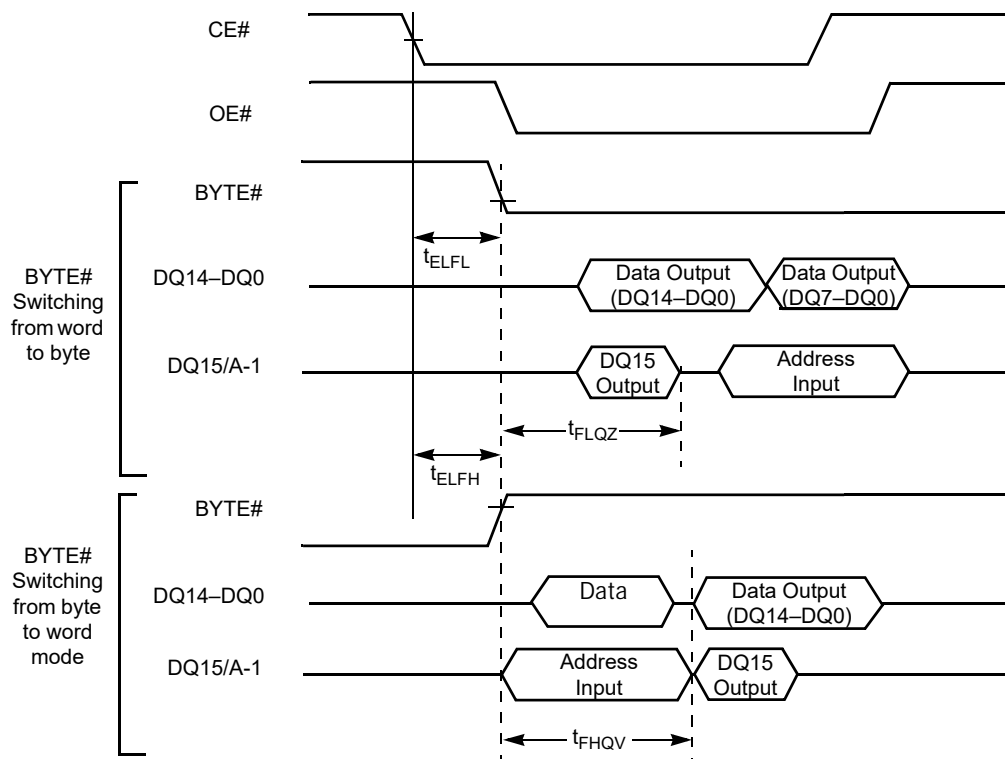 CE#
OE#
BYTE#
tELFL
BYTE#
Switching
from word
to byte
DQ14–DQ0
Data Output
(DQ14–DQ0)
Data Output
(DQ7–DQ0)
DQ15/A-1
DQ15
Output
Address
Input
tFLQZ
tELFH
BYTE#
BYTE#
Switching
from byte
to word
mode
DQ14–DQ0
Data
Data Output
(DQ14–DQ0)
DQ15/A-1
Address
Input
DQ15
Output
tFHQV